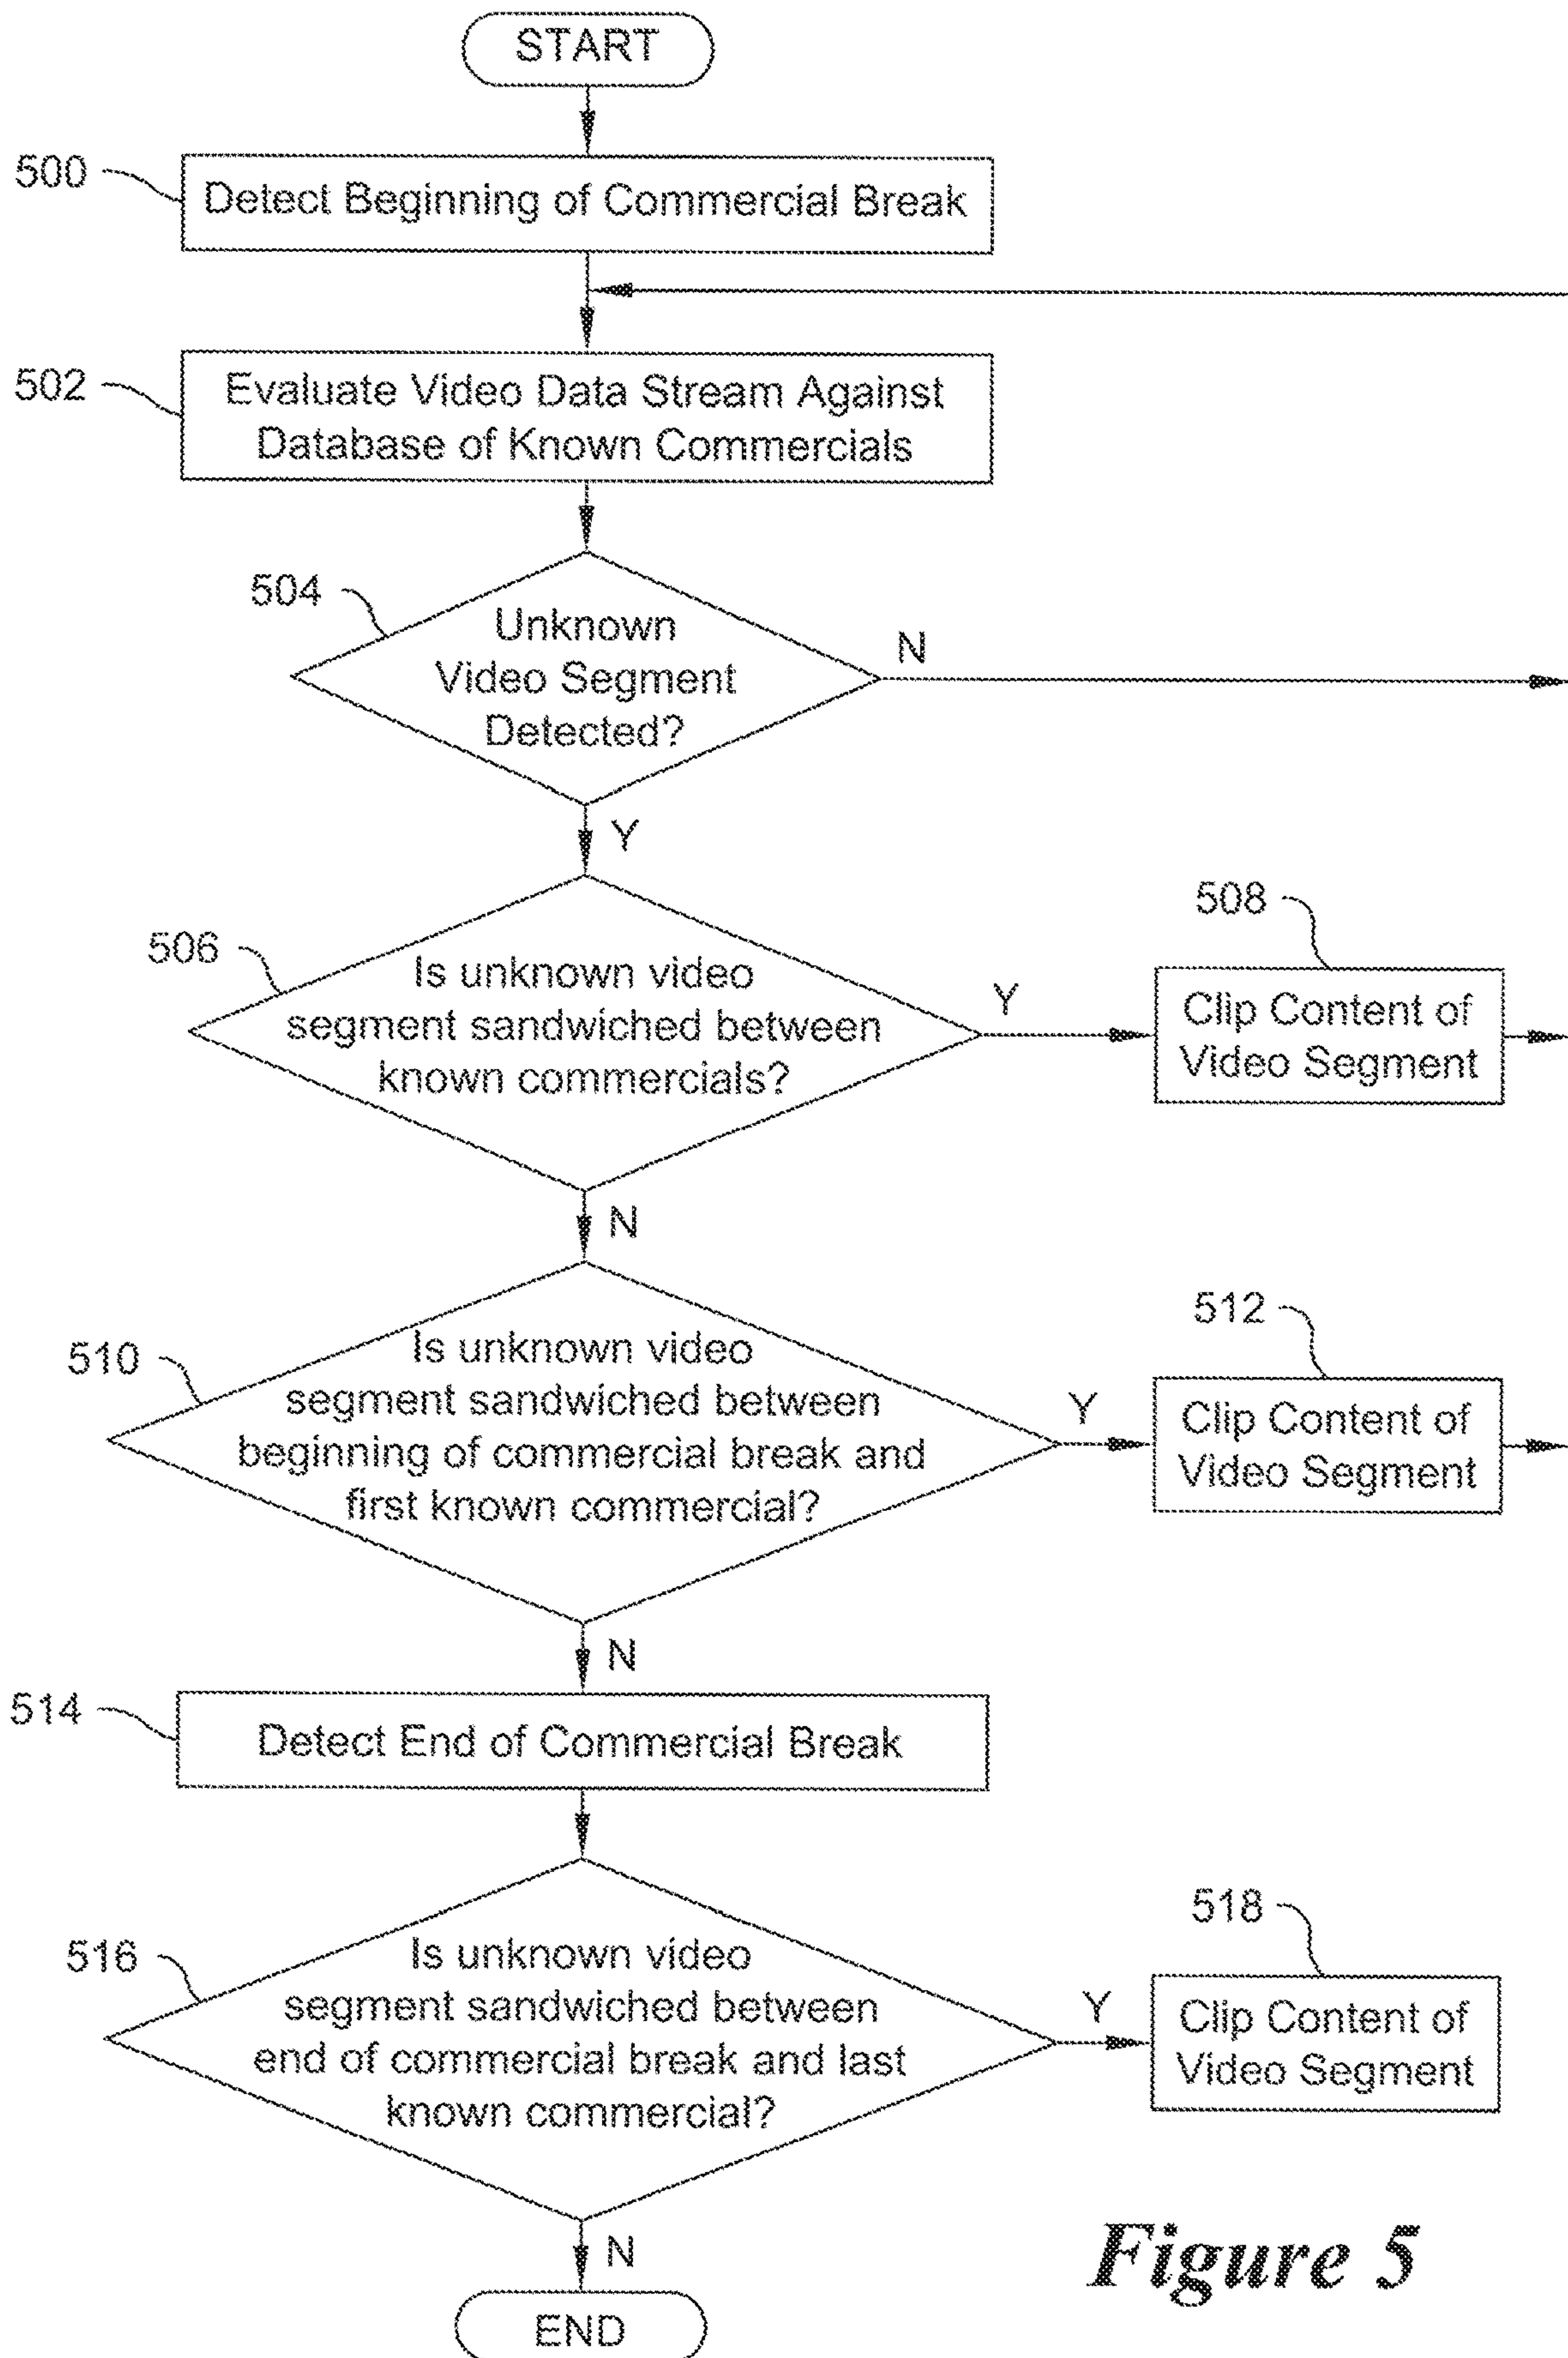 START
500
Detect Beginning of Commercial Break
502
Evaluate Video Data Stream Against
Database of Known Commercials
504
Unknown
Video Segment
Detected?
N
Y
506
Is unknown video
segment sandwiched between
known commercials?
Y
508
Clip Content of
Video Segment
N
510
Is unknown video
segment sandwiched between
beginning of commercial break and
first known commercial?
Y
512
Clip Content of
Video Segment
N
514
Detect End of Commercial Break
516
Is unknown video
segment sandwiched between
end of commercial break and last
known commercial?
Y
518
Clip Content of
Video Segment
N
END
Figure 5